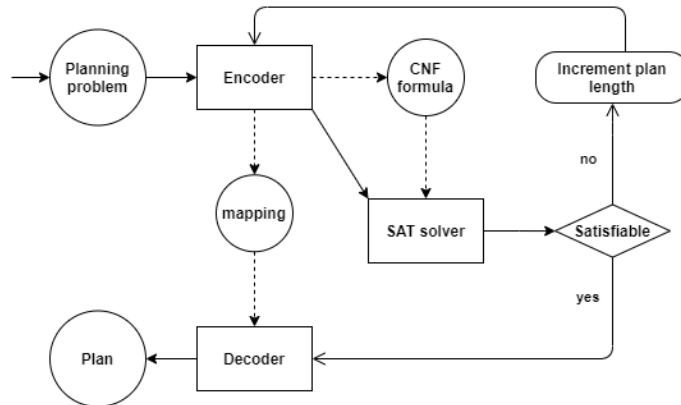 Planning
problem
Encoder
CNF
formula
Increment plan
length
no
mapping
SAT solver
Satisfiable
yes
Plan
Decoder